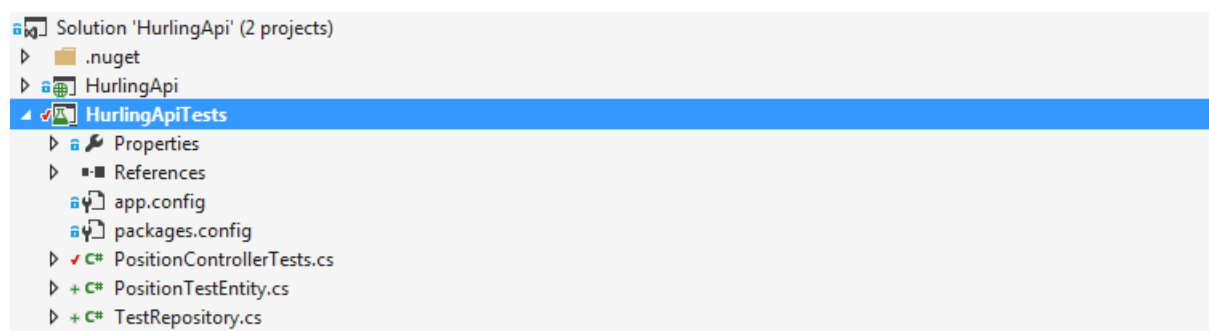 Solution 'HurlingApi' (2 projects)
.nuget
HurlingApi
HurlingApiTests
Properties
References
app.config
packages.config
C# PositionControllerTests.cs
C# PositionTestEntity.cs
C# TestRepository.cs